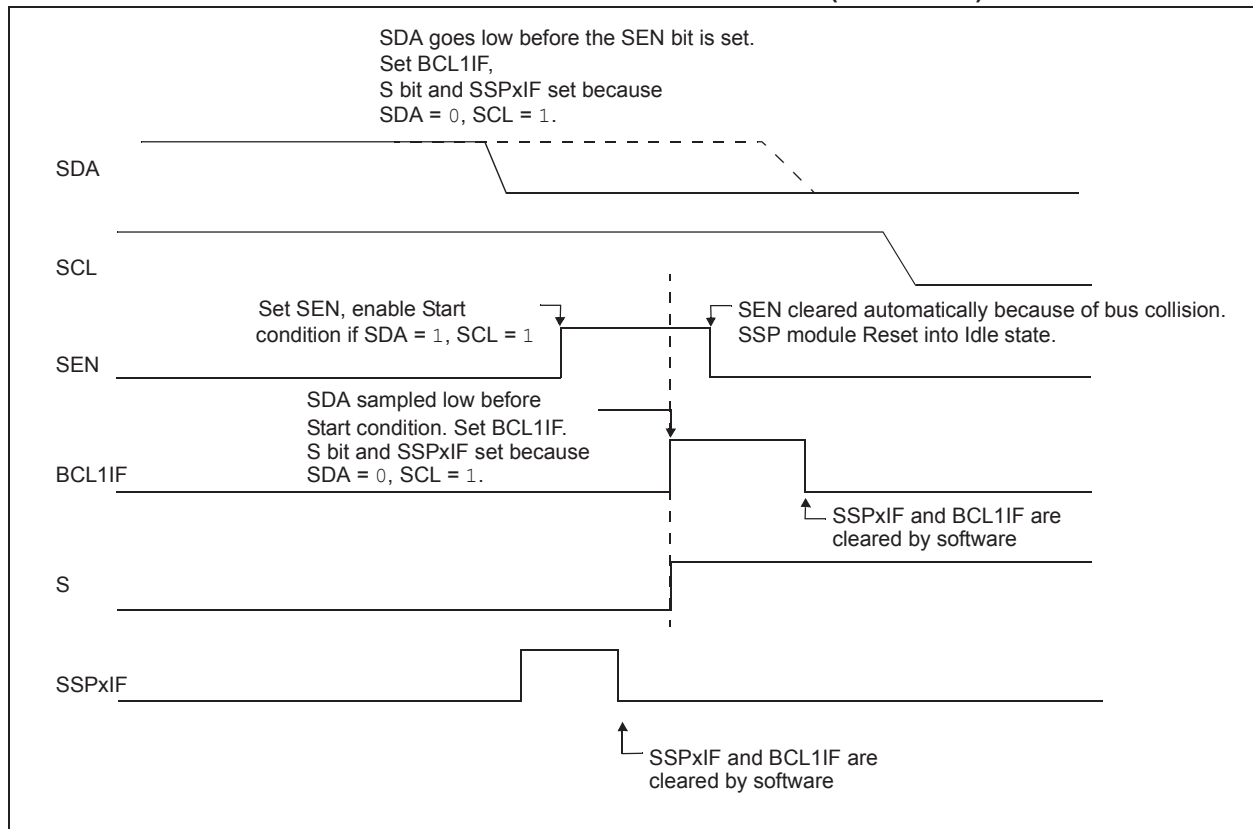 SDA goes low before the SEN bit is set.
Set BCL1IF,
S bit and SSPxIF set because
SDA = 0, SCL = 1.
SDA
SCL
Set SEN, enable Start
condition if SDA = 1, SCL = 1
SEN cleared automatically because of bus collision.
SSP module Reset into Idle state.
SEN
SDA sampled low before
Start condition. Set BCL1IF.
S bit and SSPxIF set because
SDA = 0, SCL = 1.
BCL1IF
SSPxIF and BCL1IF are
cleared by software
S
SSPxIF
SSPxIF and BCL1IF are
cleared by software